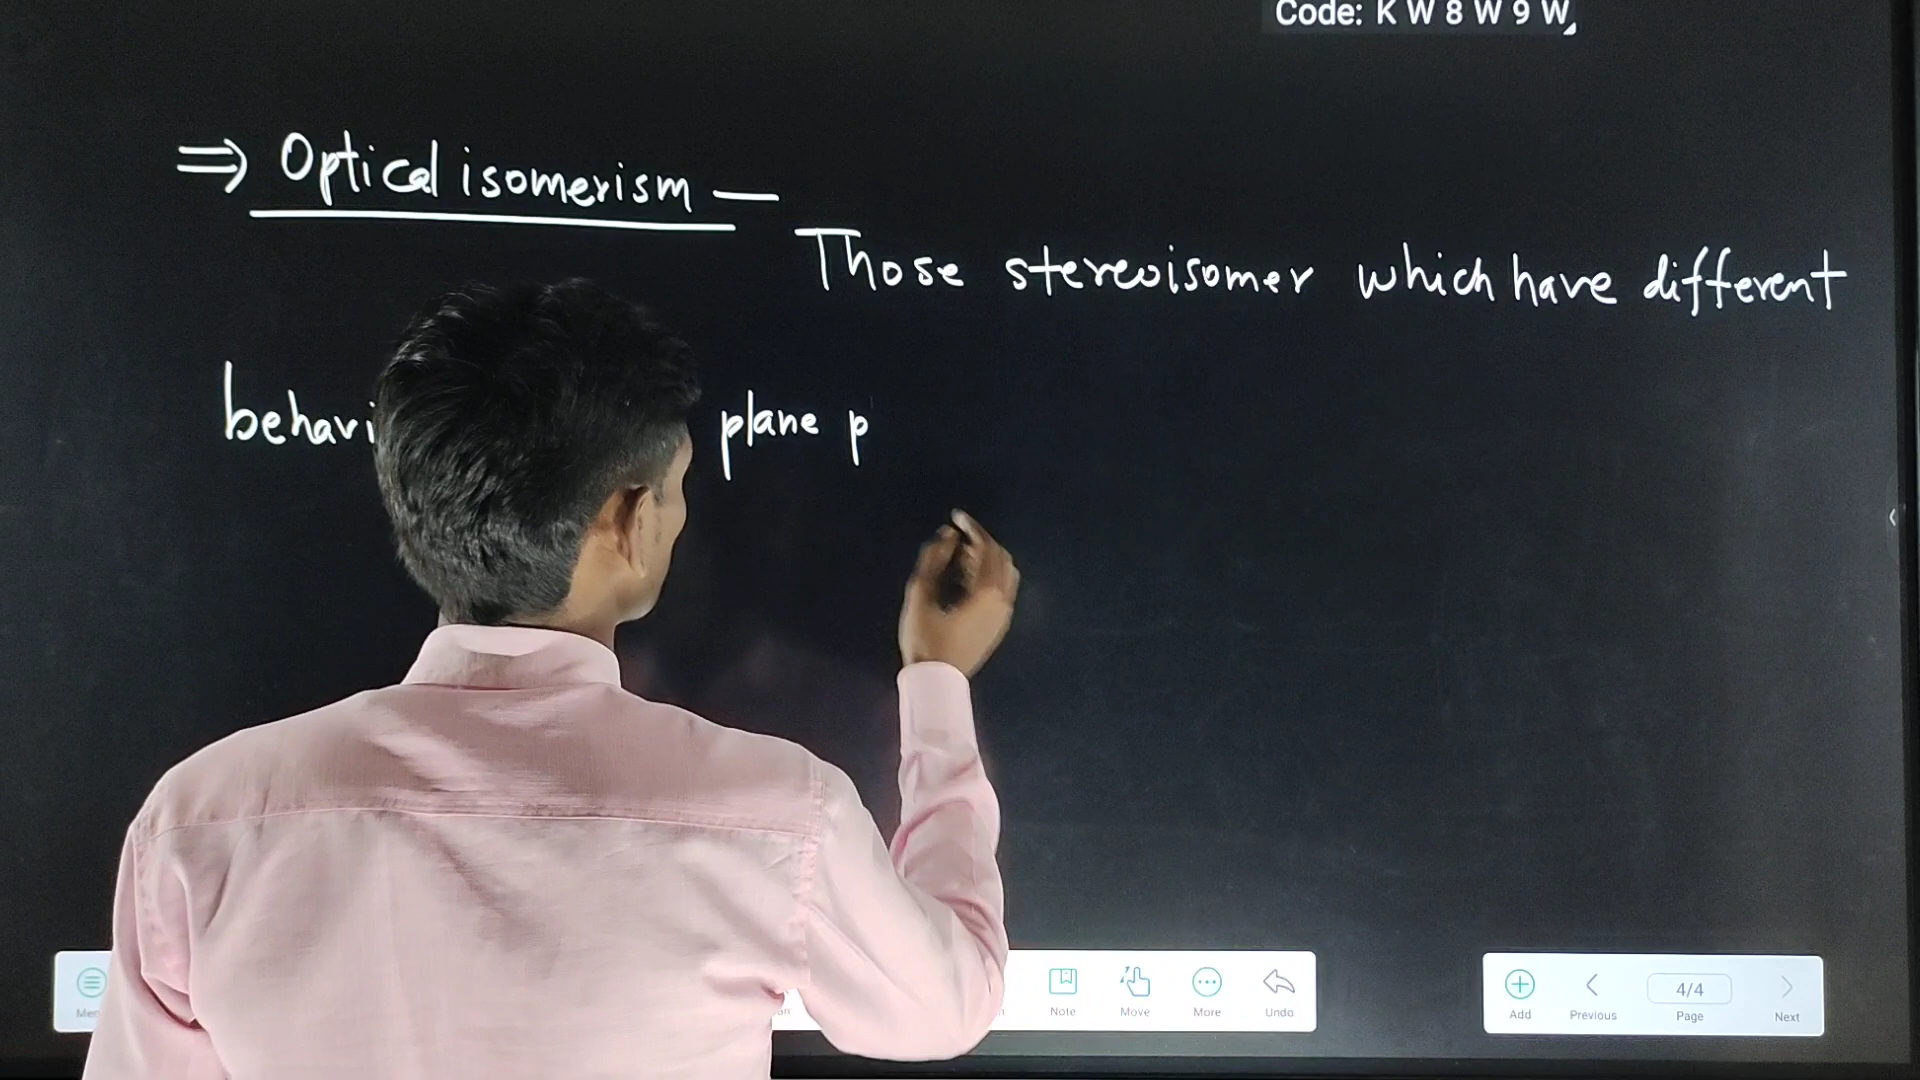 Code: K W 8 W 9 W
⇒ Optical isomerism —
Those stereoisomer which have different
behavi plane p
Note Move More Undo
Add Previous 4/4 Page Next